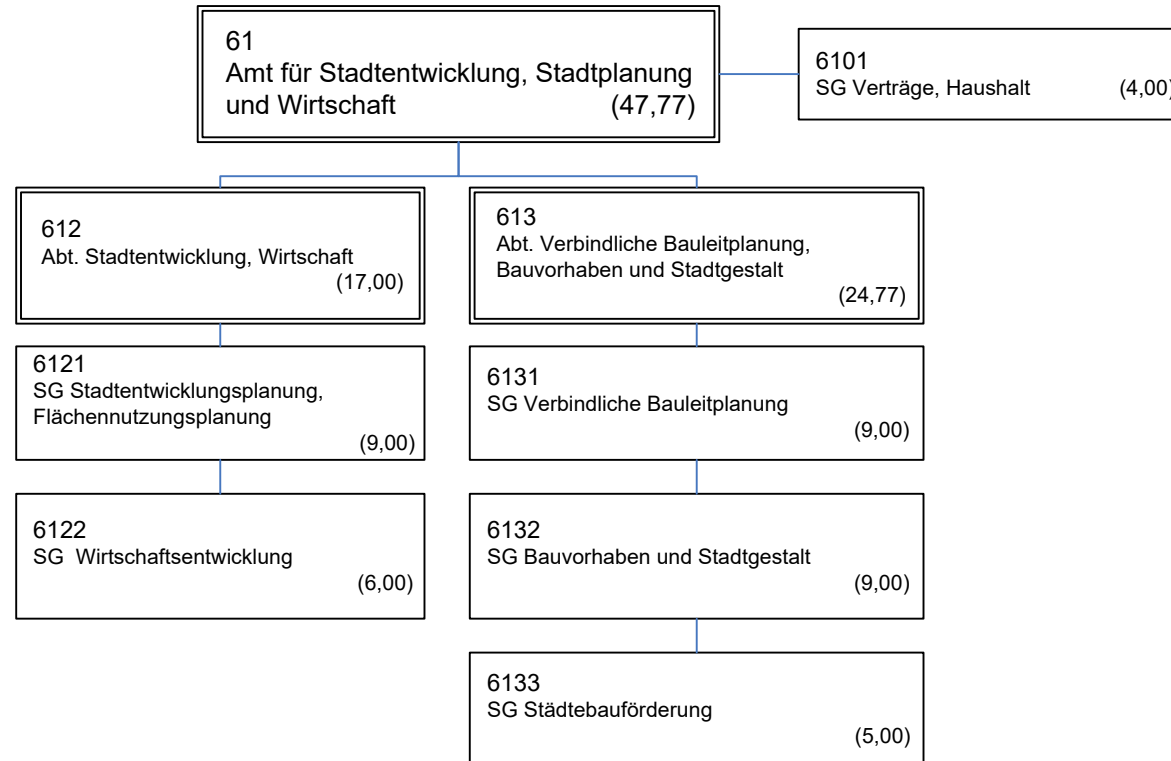 61
Amt für Stadtentwicklung, Stadtplanung
und Wirtschaft (47,77)
6101
SG Verträge, Haushalt (4,00)
612
Abt. Stadtentwicklung, Wirtschaft
(17,00)
613
Abt. Verbindliche Bauleitplanung,
Bauvorhaben und Stadtgestalt
(24,77)
6121
SG Stadtentwicklungsplanung,
Flächennutzungsplanung
(9,00)
6131
SG Verbindliche Bauleitplanung
(9,00)
6122
SG Wirtschaftsentwicklung
(6,00)
6132
SG Bauvorhaben und Stadtgestalt
(9,00)
6133
SG Städtebauförderung
(5,00)